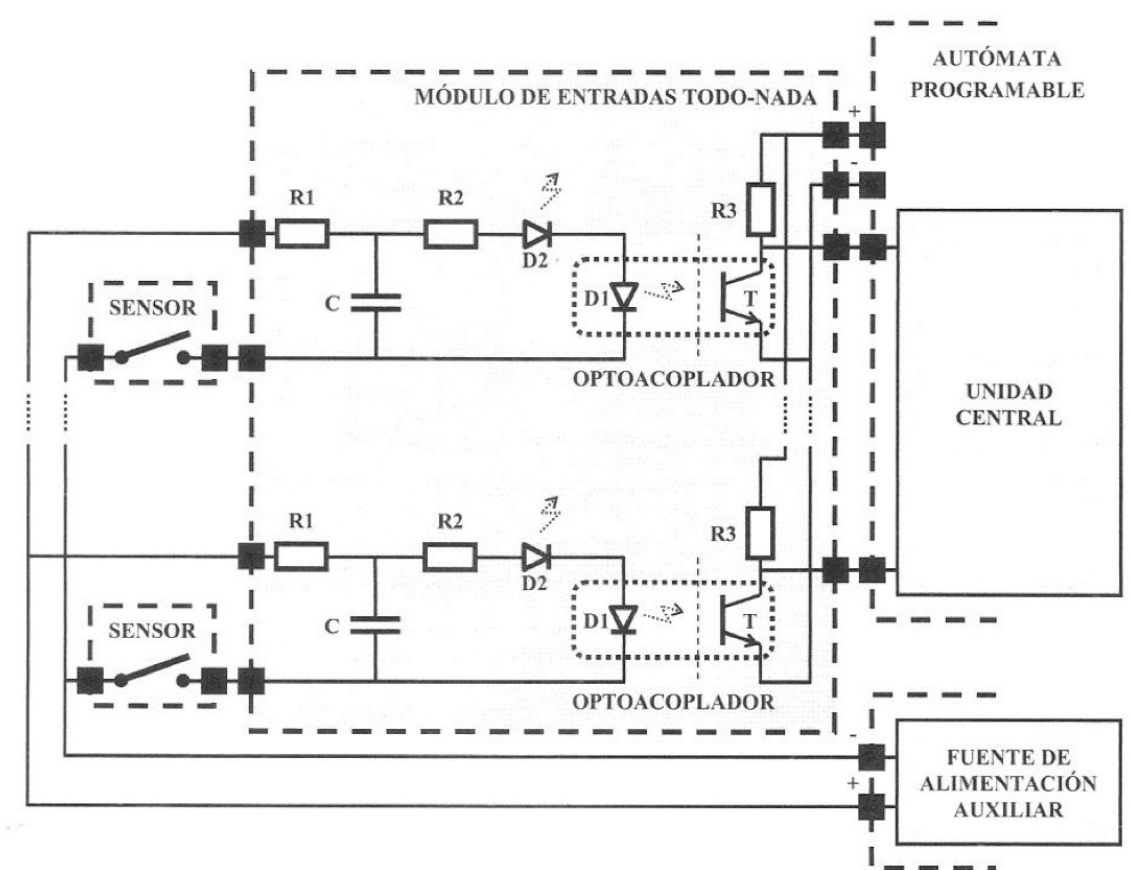 AUTÓMATA
PROGRAMABLE
MÓDULO DE ENTRADAS TODO-NADA
+
-
R1
R2
R3
D2
SENSOR
C
D1
T
OPTOACOPLADOR
UNIDAD
CENTRAL
R1
R2
R3
D2
SENSOR
C
D1
T
OPTOACOPLADOR
-
+
FUENTE DE
ALIMENTACIÓN
AUXILIAR